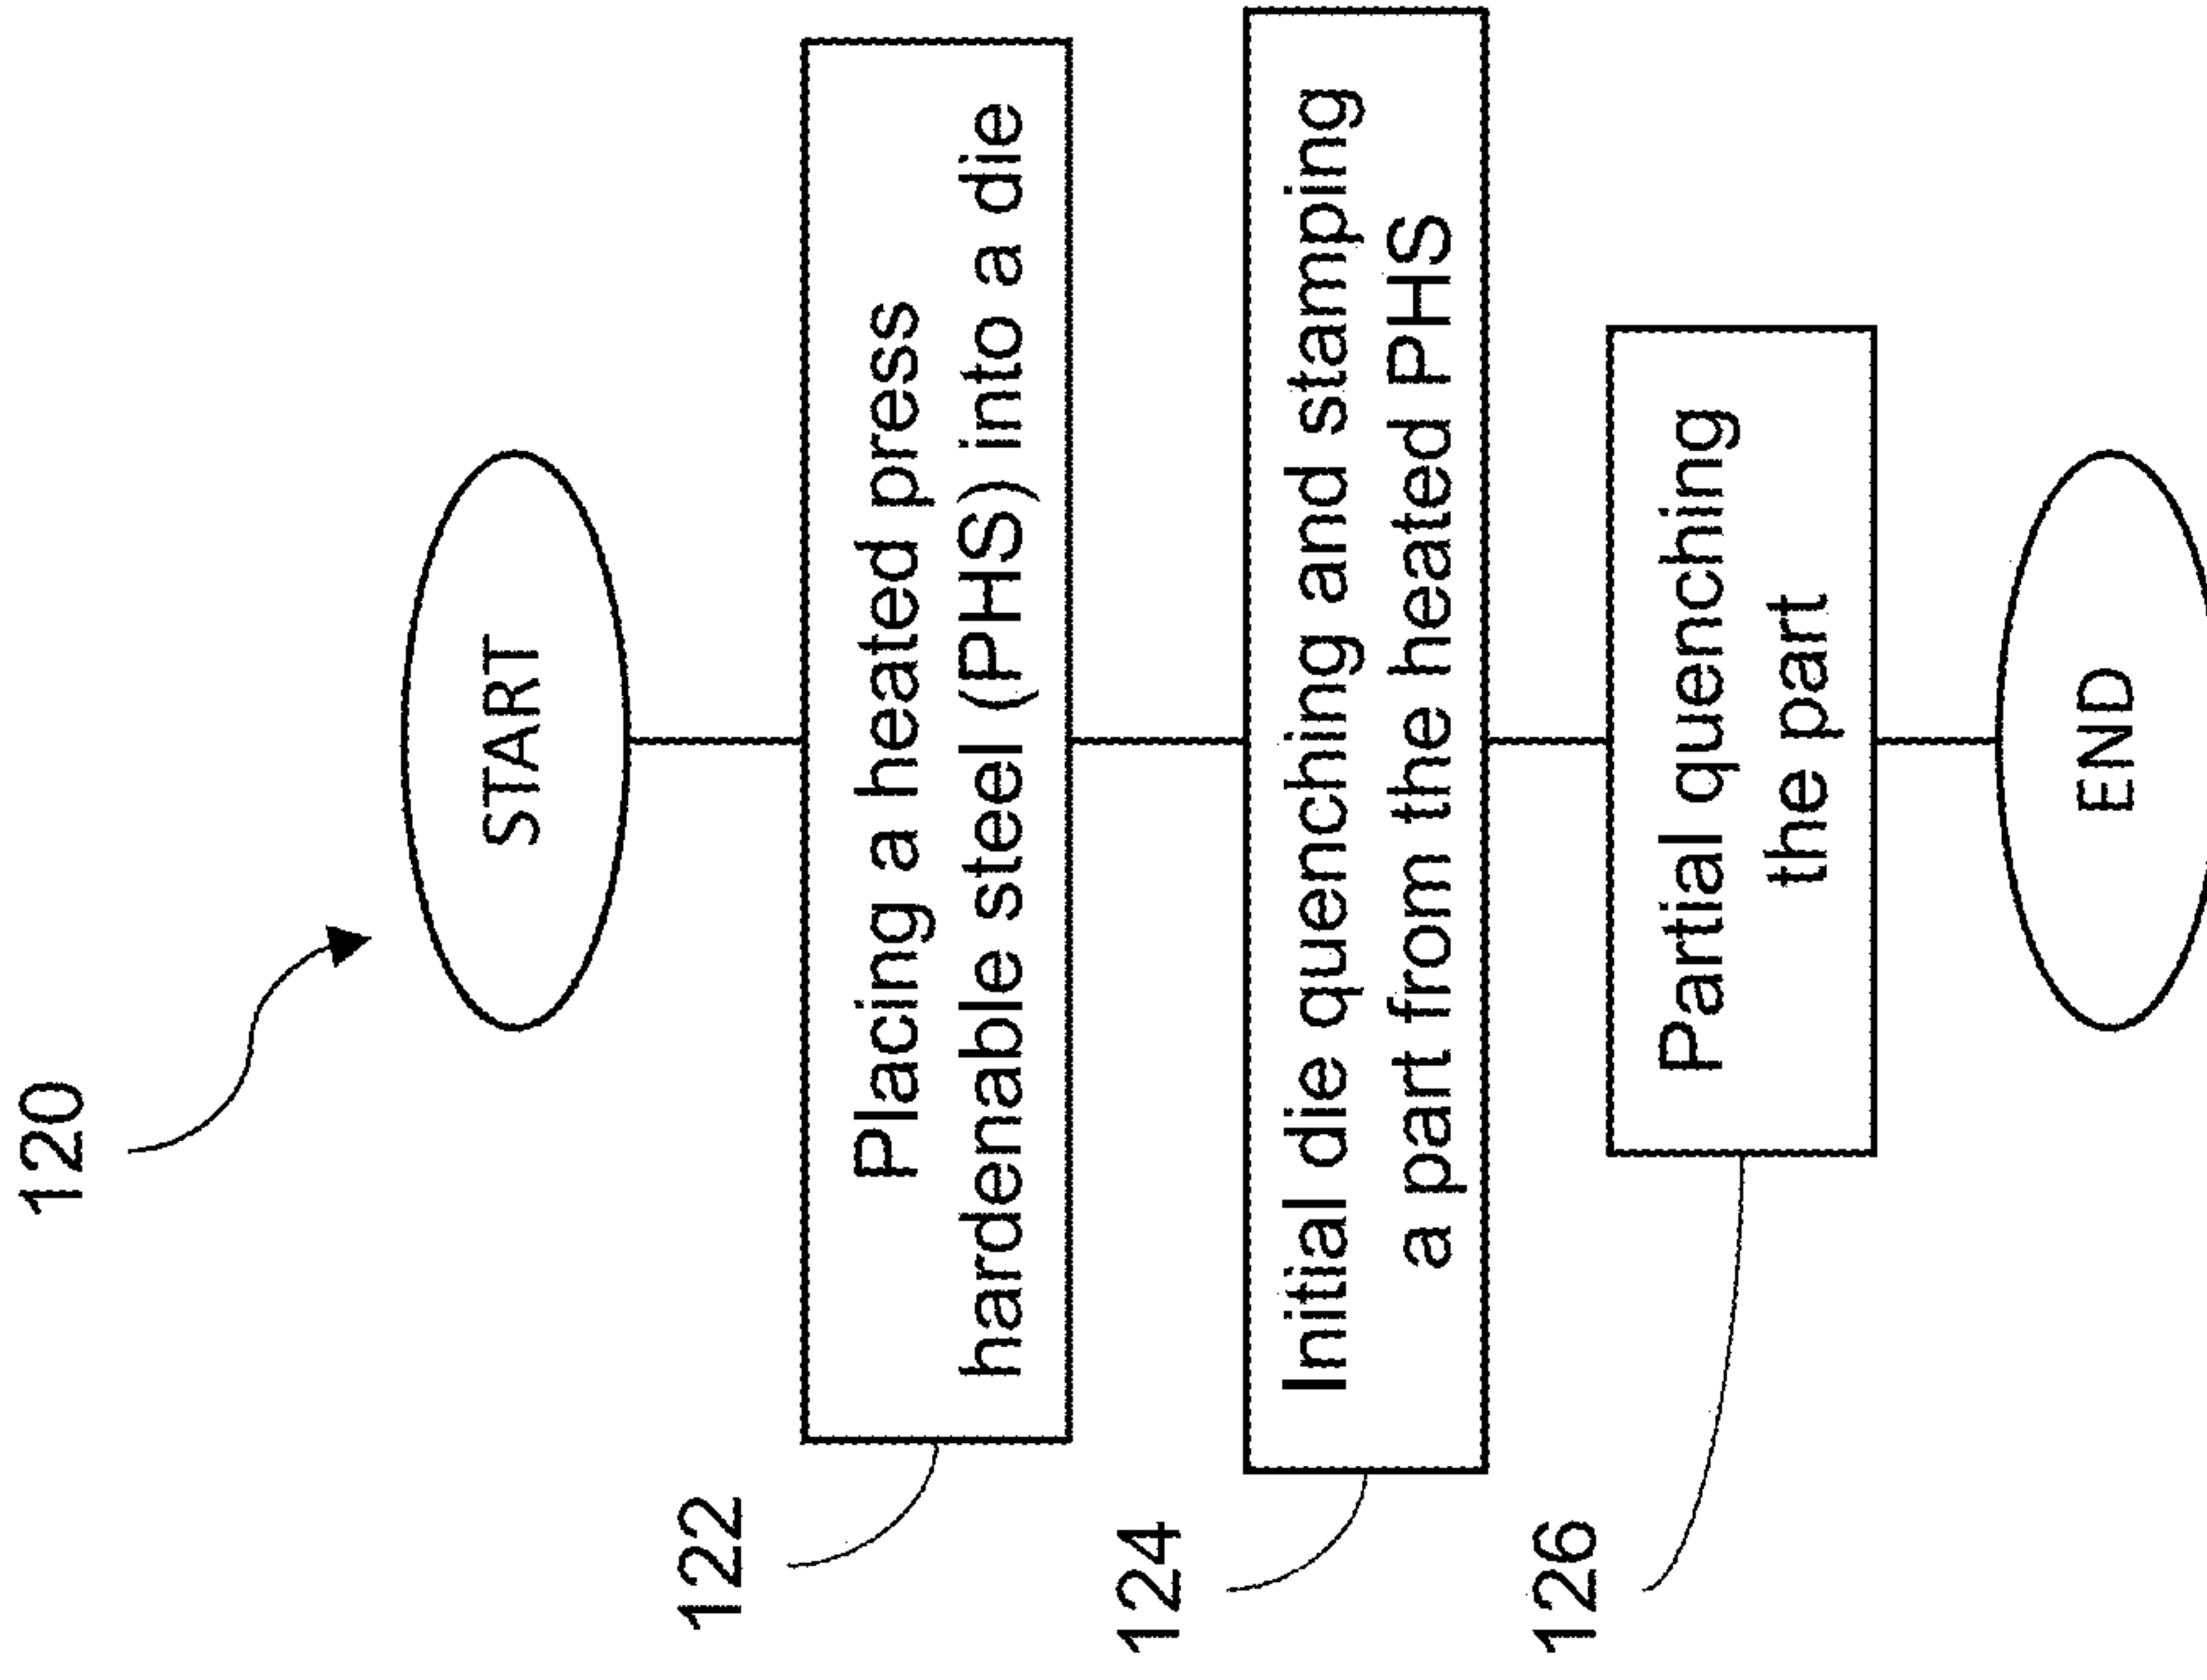 120
START
122
Placing a heated press
hardenable steel (PHS) into a die
124
Initial die quenching and stamping
a part from the heated PHS
126
Partial quenching
the part
END